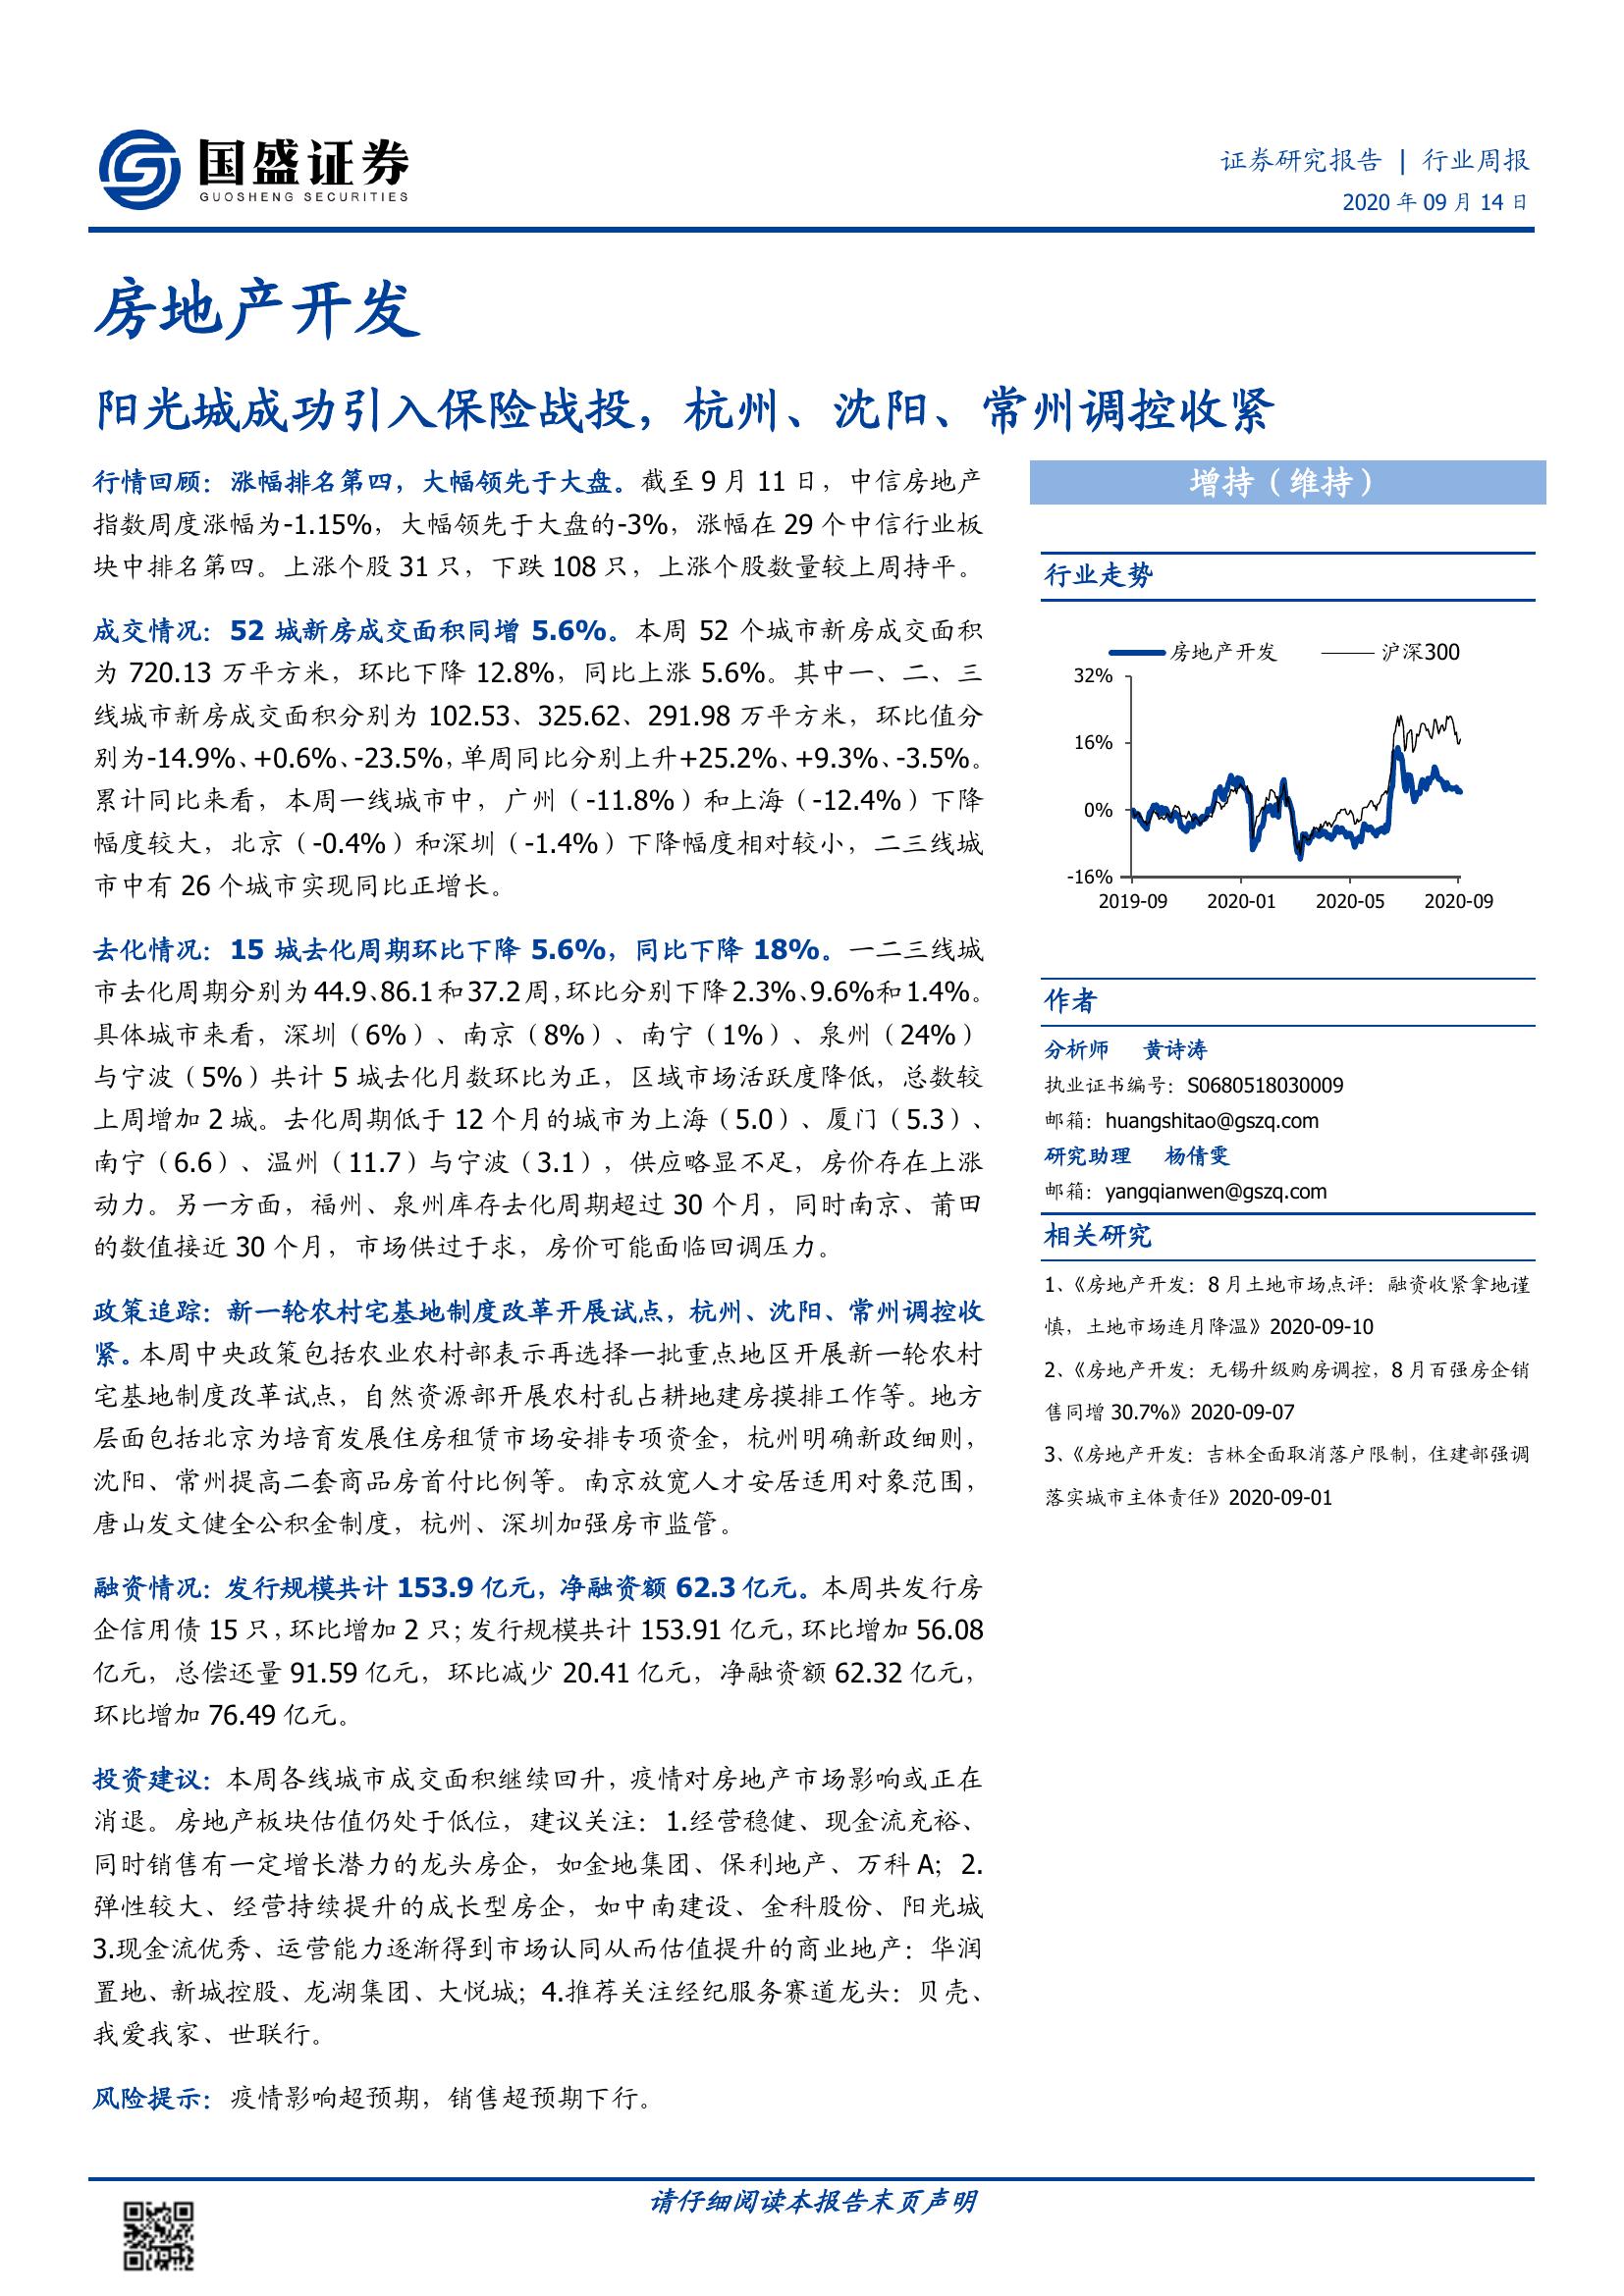 国盛证券
GUOSHENG SECURITIES
证券研究报告 | 行业周报
2020 年 09 月 14 日
房地产开发
阳光城成功引入保险战投，杭州、沈阳、常州调控收紧
行情回顾：涨幅排名第四，大幅领先于大盘。截至 9 月 11 日，中信房地产
指数周度涨幅为-1.15%，大幅领先于大盘的-3%，涨幅在 29 个中信行业板
块中排名第四。上涨个股 31 只，下跌 108 只，上涨个股数量较上周持平。
成交情况：52 城新房成交面积同增 5.6%。本周 52 个城市新房成交面积
为 720.13 万平方米，环比下降 12.8%，同比上涨 5.6%。其中一、二、三
线城市新房成交面积分别为 102.53、325.62、291.98 万平方米，环比值分
别为-14.9%、+0.6%、-23.5%，单周同比分别上升+25.2%、+9.3%、-3.5%。
累计同比来看，本周一线城市中，广州（-11.8%）和上海（-12.4%）下降
幅度较大，北京（-0.4%）和深圳（-1.4%）下降幅度相对较小，二三线城
市中有 26 个城市实现同比正增长。
去化情况：15 城去化周期环比下降 5.6%，同比下降 18%。一二三线城
市去化周期分别为 44.9、86.1 和 37.2 周，环比分别下降 2.3%、9.6%和 1.4%。
具体城市来看，深圳（6%）、南京（8%）、南宁（1%）、泉州（24%）
与宁波（5%）共计 5 城去化月数环比为正，区域市场活跃度降低，总数较
上周增加 2 城。去化周期低于 12 个月的城市为上海（5.0）、厦门（5.3）、
南宁（6.6）、温州（11.7）与宁波（3.1），供应略显不足，房价存在上涨
动力。另一方面，福州、泉州库存去化周期超过 30 个月，同时南京、莆田
的数值接近 30 个月，市场供过于求，房价可能面临回调压力。
政策追踪：新一轮农村宅基地制度改革开展试点，杭州、沈阳、常州调控收
紧。本周中央政策包括农业农村部表示再选择一批重点地区开展新一轮农村
宅基地制度改革试点，自然资源部开展农村乱占耕地建房摸排工作等。地方
层面包括北京为培育发展住房租赁市场安排专项资金，杭州明确新政细则，
沈阳、常州提高二套商品房首付比例等。南京放宽人才安居适用对象范围，
唐山发文健全公积金制度，杭州、深圳加强房市监管。
融资情况：发行规模共计 153.9 亿元，净融资额 62.3 亿元。本周共发行房
企信用债 15 只，环比增加 2 只；发行规模共计 153.91 亿元，环比增加 56.08
亿元，总偿还量 91.59 亿元，环比减少 20.41 亿元，净融资额 62.32 亿元，
环比增加 76.49 亿元。
投资建议：本周各线城市成交面积继续回升，疫情对房地产市场影响或正在
消退。房地产板块估值仍处于低位，建议关注：1.经营稳健、现金流充裕、
同时销售有一定增长潜力的龙头房企，如金地集团、保利地产、万科 A；2.
弹性较大、经营持续提升的成长型房企，如中南建设、金科股份、阳光城
3.现金流优秀、运营能力逐渐得到市场认同从而估值提升的商业地产：华润
置地、新城控股、龙湖集团、大悦城；4.推荐关注经纪服务赛道龙头：贝壳、
我爱我家、世联行。
风险提示：疫情影响超预期，销售超预期下行。
增持（维持）
行业走势
房地产开发 沪深300
32%
16%
0%
-16%
2019-09 2020-01 2020-05 2020-09
作者
分析师 黄诗涛
执业证书编号：S0680518030009
邮箱：huangshitao@gszq.com
研究助理 杨倩雯
邮箱：yangqianwen@gszq.com
相关研究
1、《房地产开发：8 月土地市场点评：融资收紧拿地谨
慎，土地市场连月降温》2020-09-10
2、《房地产开发：无锡升级购房调控，8 月百强房企销
售同增 30.7%》2020-09-07
3、《房地产开发：吉林全面取消落户限制，住建部强调
落实城市主体责任》2020-09-01
请仔细阅读本报告末页声明